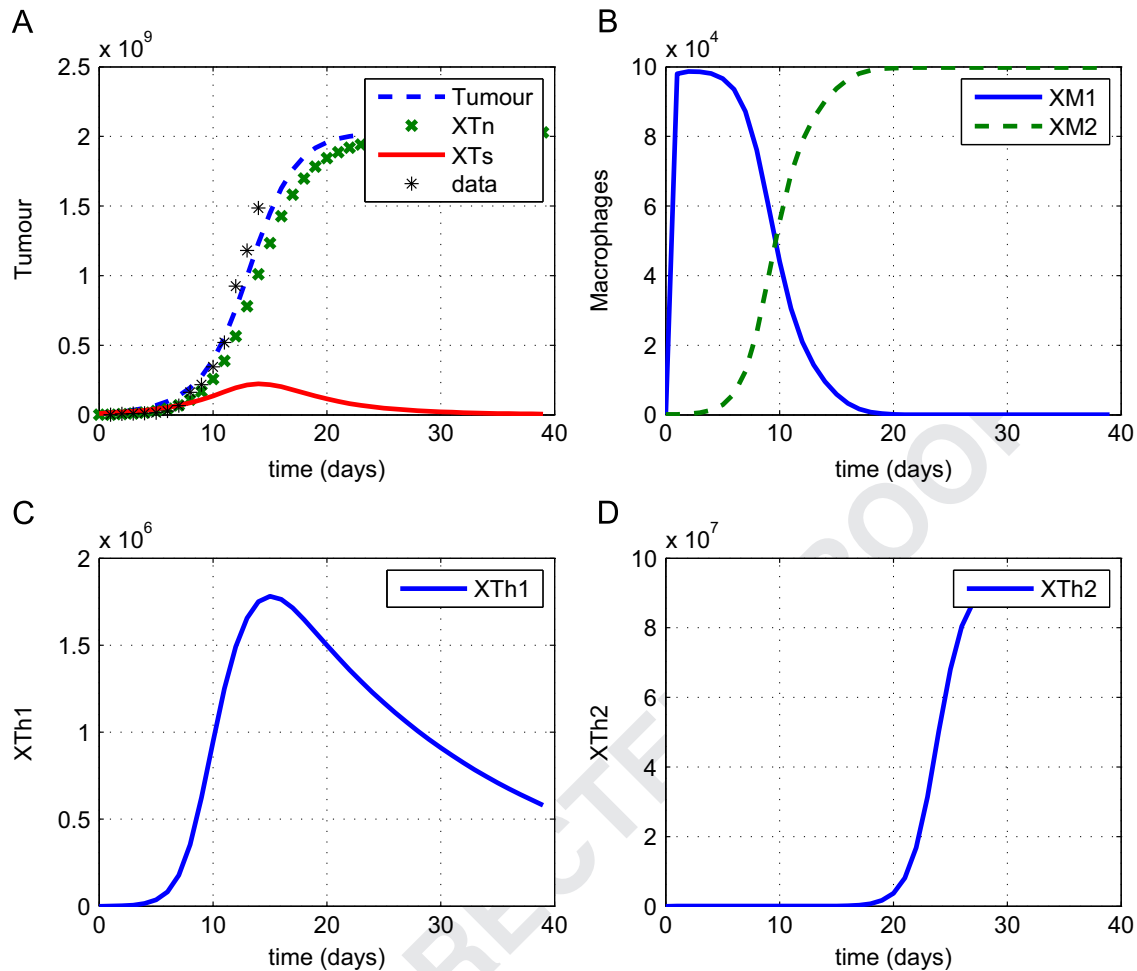 A
x 10^9
2.5
2
1.5
1
0.5
0
0 10 20 30 40
Tumour
time (days)
Tumour
XTn
XTs
data
B
x 10^4
10
8
6
4
2
0
0 10 20 30 40
Macrophages
time (days)
XM1
XM2
C
x 10^6
2
1.5
1
0.5
0
0 10 20 30 40
XTh1
time (days)
XTh1
D
x 10^7
10
8
6
4
2
0
0 10 20 30 40
XTh2
time (days)
XTh2